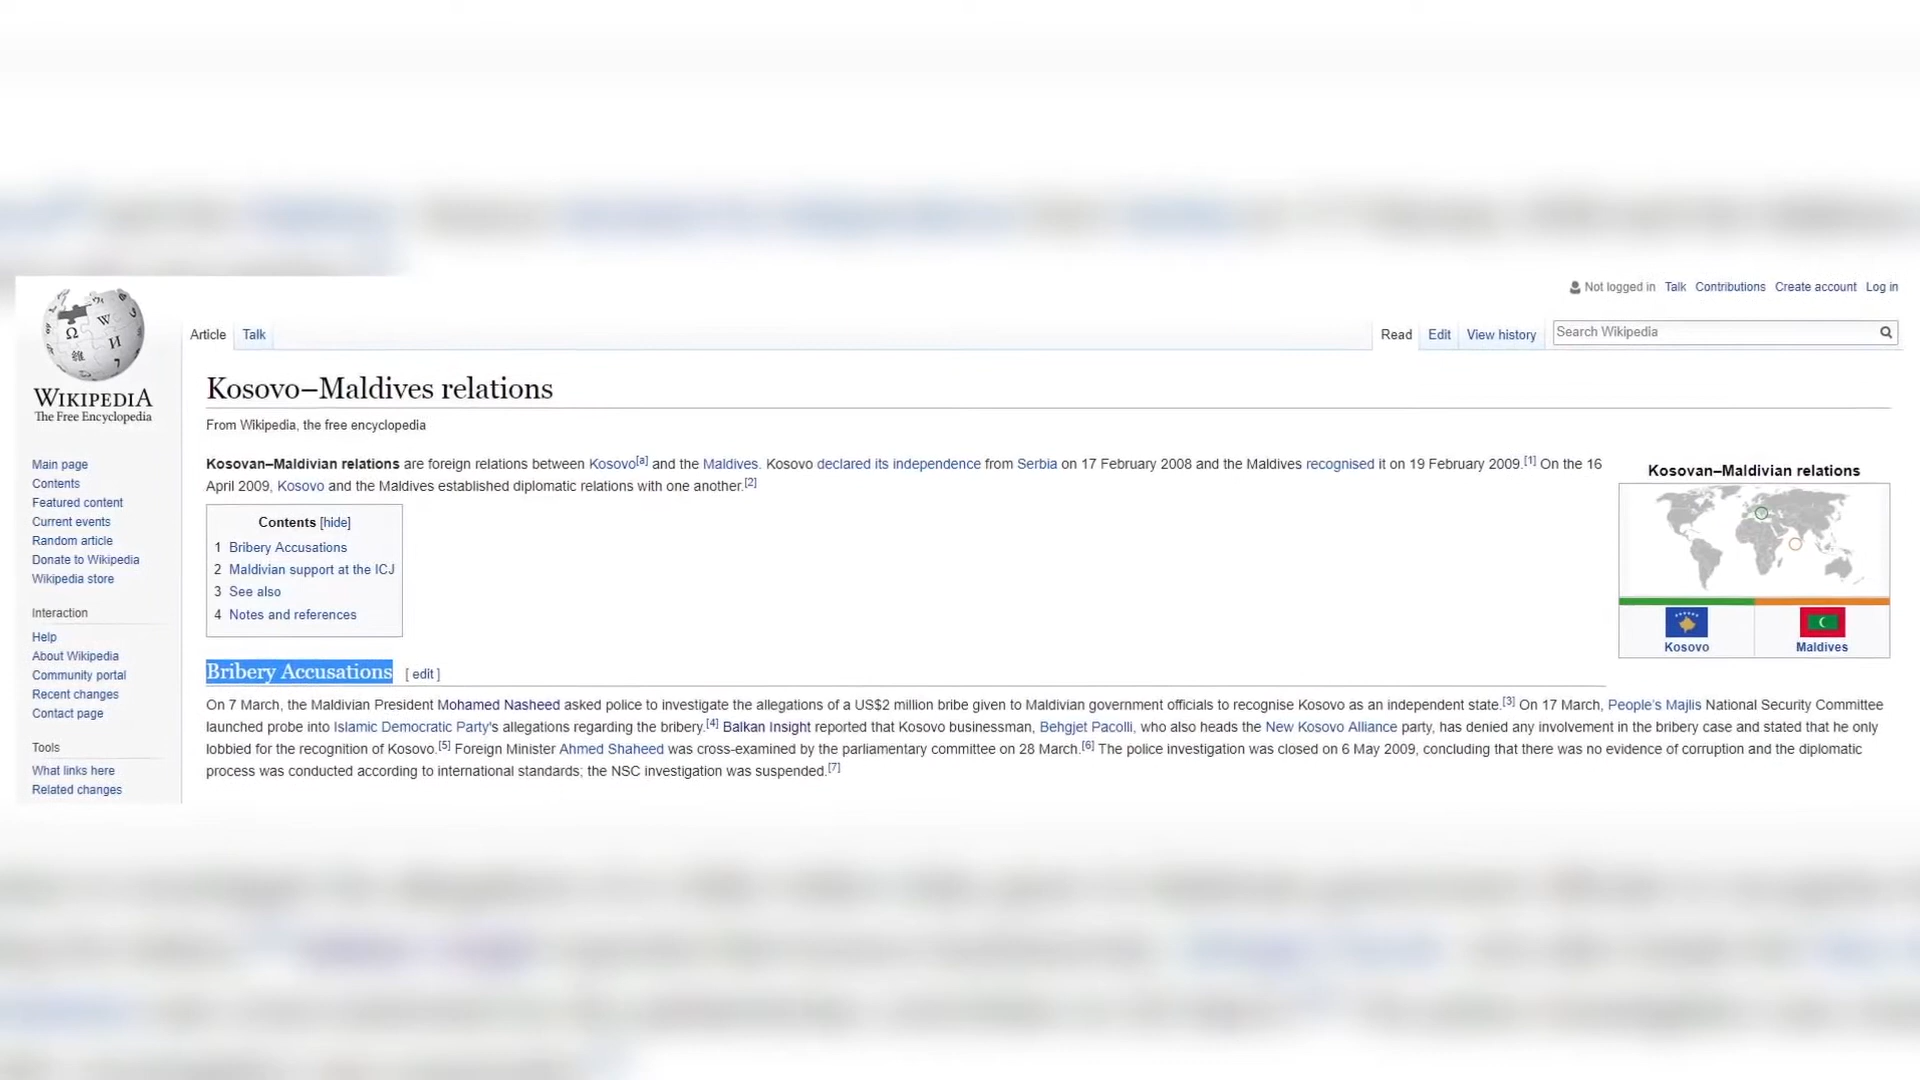 Not logged in Talk Contributions Create account Log in
Article Talk Read Edit View history Search Wikipedia
WIKIPEDIA
The Free Encyclopedia
Kosovo–Maldives relations
From Wikipedia, the free encyclopedia
Kosovan–Maldivian relations are foreign relations between Kosovo[a] and the Maldives. Kosovo declared its independence from Serbia on 17 February 2008 and the Maldives recognised it on 19 February 2009.[1] On the 16
April 2009, Kosovo and the Maldives established diplomatic relations with one another.[2]
Contents [hide]
1 Bribery Accusations
2 Maldivian support at the ICJ
3 See also
4 Notes and references
Kosovan–Maldivian relations
Kosovo Maldives
Bribery Accusations [ edit ]
On 7 March, the Maldivian President Mohamed Nasheed asked police to investigate the allegations of a US$2 million bribe given to Maldivian government officials to recognise Kosovo as an independent state.[3] On 17 March, People's Majlis National Security Committee
launched probe into Islamic Democratic Party's allegations regarding the bribery.[4] Balkan Insight reported that Kosovo businessman, Behgjet Pacolli, who also heads the New Kosovo Alliance party, has denied any involvement in the bribery case and stated that he only
lobbied for the recognition of Kosovo.[5] Foreign Minister Ahmed Shaheed was cross-examined by the parliamentary committee on 28 March.[6] The police investigation was closed on 6 May 2009, concluding that there was no evidence of corruption and the diplomatic
process was conducted according to international standards; the NSC investigation was suspended.[7]
Main page
Contents
Featured content
Current events
Random article
Donate to Wikipedia
Wikipedia store
Interaction
Help
About Wikipedia
Community portal
Recent changes
Contact page
Tools
What links here
Related changes